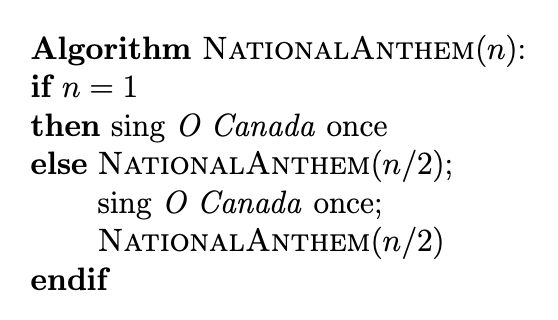 Algorithm NATIONALANTHEM(n):
if n = 1
then sing O Canada once
else NATIONALANTHEM(n/2);
sing O Canada once;
NATIONALANTHEM(n/2)
endif